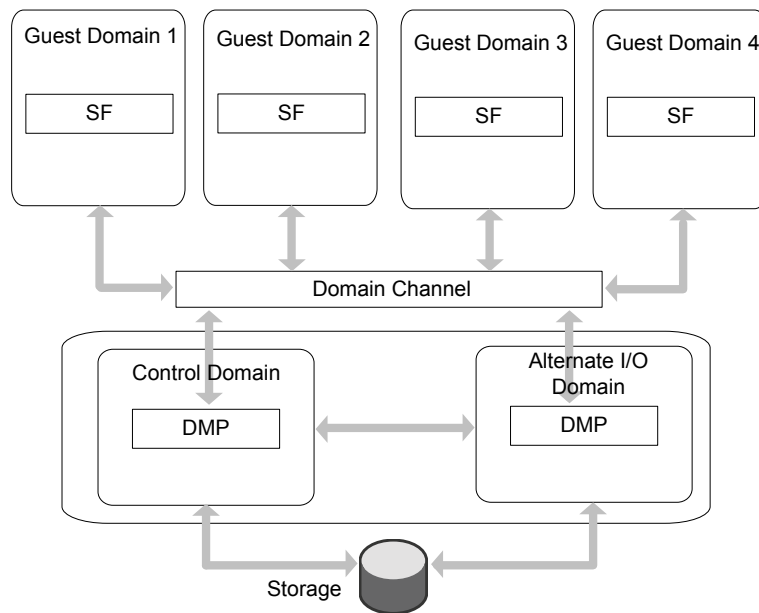 Guest Domain 1
Guest Domain 2
Guest Domain 3
Guest Domain 4
SF
SF
SF
SF
Domain Channel
Control Domain
Alternate I/O
Domain
DMP
DMP
Storage